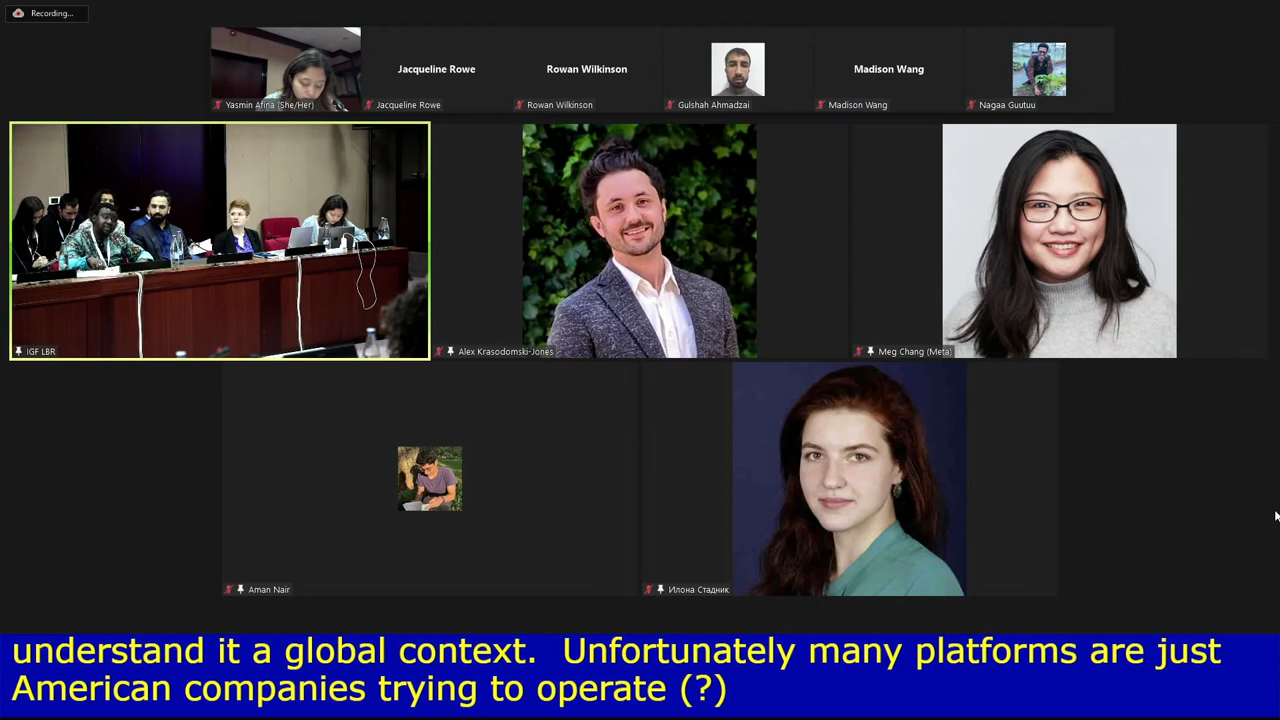 Recording...
Jacqueline Rowe
Rowan Wilkinson
Madison Wang
Yasmin Afina (She/Her)
Jacqueline Rowe
Rowan Wilkinson
Gulshah Ahmadzai
Madison Wang
Nagaa Guutuu
IGF LBR
Alex Krasodomski-Jones
Meg Chang (Meta)
Aman Nair
Илона Стадник
understand it a global context.  Unfortunately many platforms are just
American companies trying to operate (?)